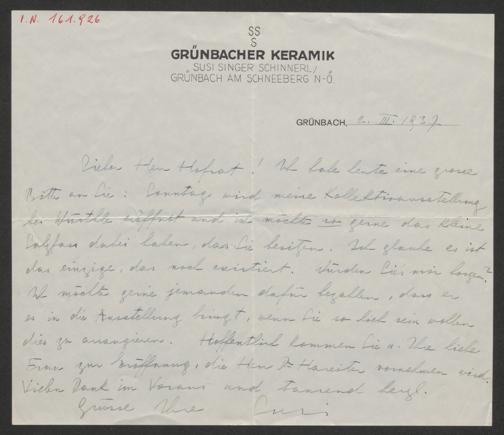 I.N. 161.926
SS
S
GRÜNBACHER KERAMIK
SUSI SINGER SCHINNERL/
GRÜNBACH AM SCHNEEBERG N-Ö.
GRÜNBACH, 2. III. 1937
Lieber Herr Hofrat! Ich habe heute eine grosse
Bitte an Sie: Sonntag wird meine Kollektivausstellung
bei Würthle eröffnet und ich möchte so gerne das kleine
Salzfass dabei haben, das Sie besitzen. Ich glaube es ist
das einzige, das noch existiert. Würden Sie's mir borgen?
Ich möchte gerne jemanden dafür bezahlen, dass er
es in die Ausstellung bringt, wenn Sie so lieb sein wollen
dies zu arrangieren. Hoffentlich kommen Sie u. Ihre liebe
Frau zur Eröffnung, die Herr Dr Hareiter vornehmen wird.
Vielen Dank im Voraus und tausend herzl.
Grüsse Ihre Susi